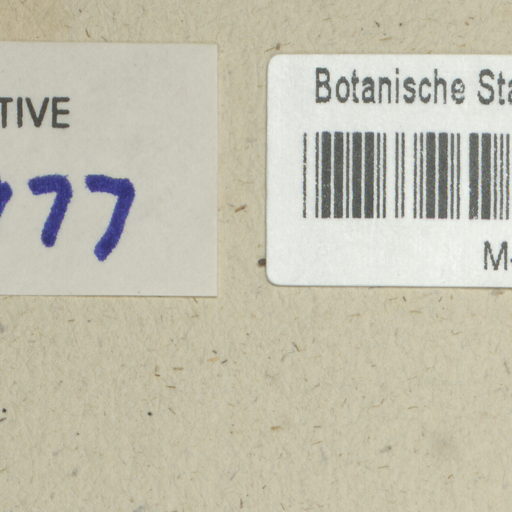 TIVE
77
Botanische Sta
M-